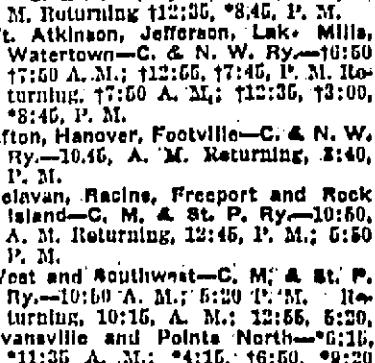 M. Returning †12:35, *8:45, P. M.
t. Atkinson, Jefferson, Lake Mills,
Watertown—C. & N. W. Ry.—†6:50
†7:50 A. M.; †12:55, †7:45, P. M. Re-
turning, †7:50 A. M.; †12:35, †3:00,
*8:45, P. M.
fton, Hanover, Footville—C. & N. W.
Ry.—10.45, A. M. Returning, 2:40,
P. M.
elavan, Racine, Freeport and Rock
Island—C. M. & St. P. Ry.—10:50,
A. M. Returning, 12:45, P. M.; 5:50
P. M.
Vest and Southwest—C. M. & St. P.
Ry.—10:50 A. M.; 5:20 P. M. Re-
turning, 10:15, A. M.; 12:55, 5:20,
vansville and Points North—*6:15,
*11:35 A. M.; *4:15, †6:50, *9:20